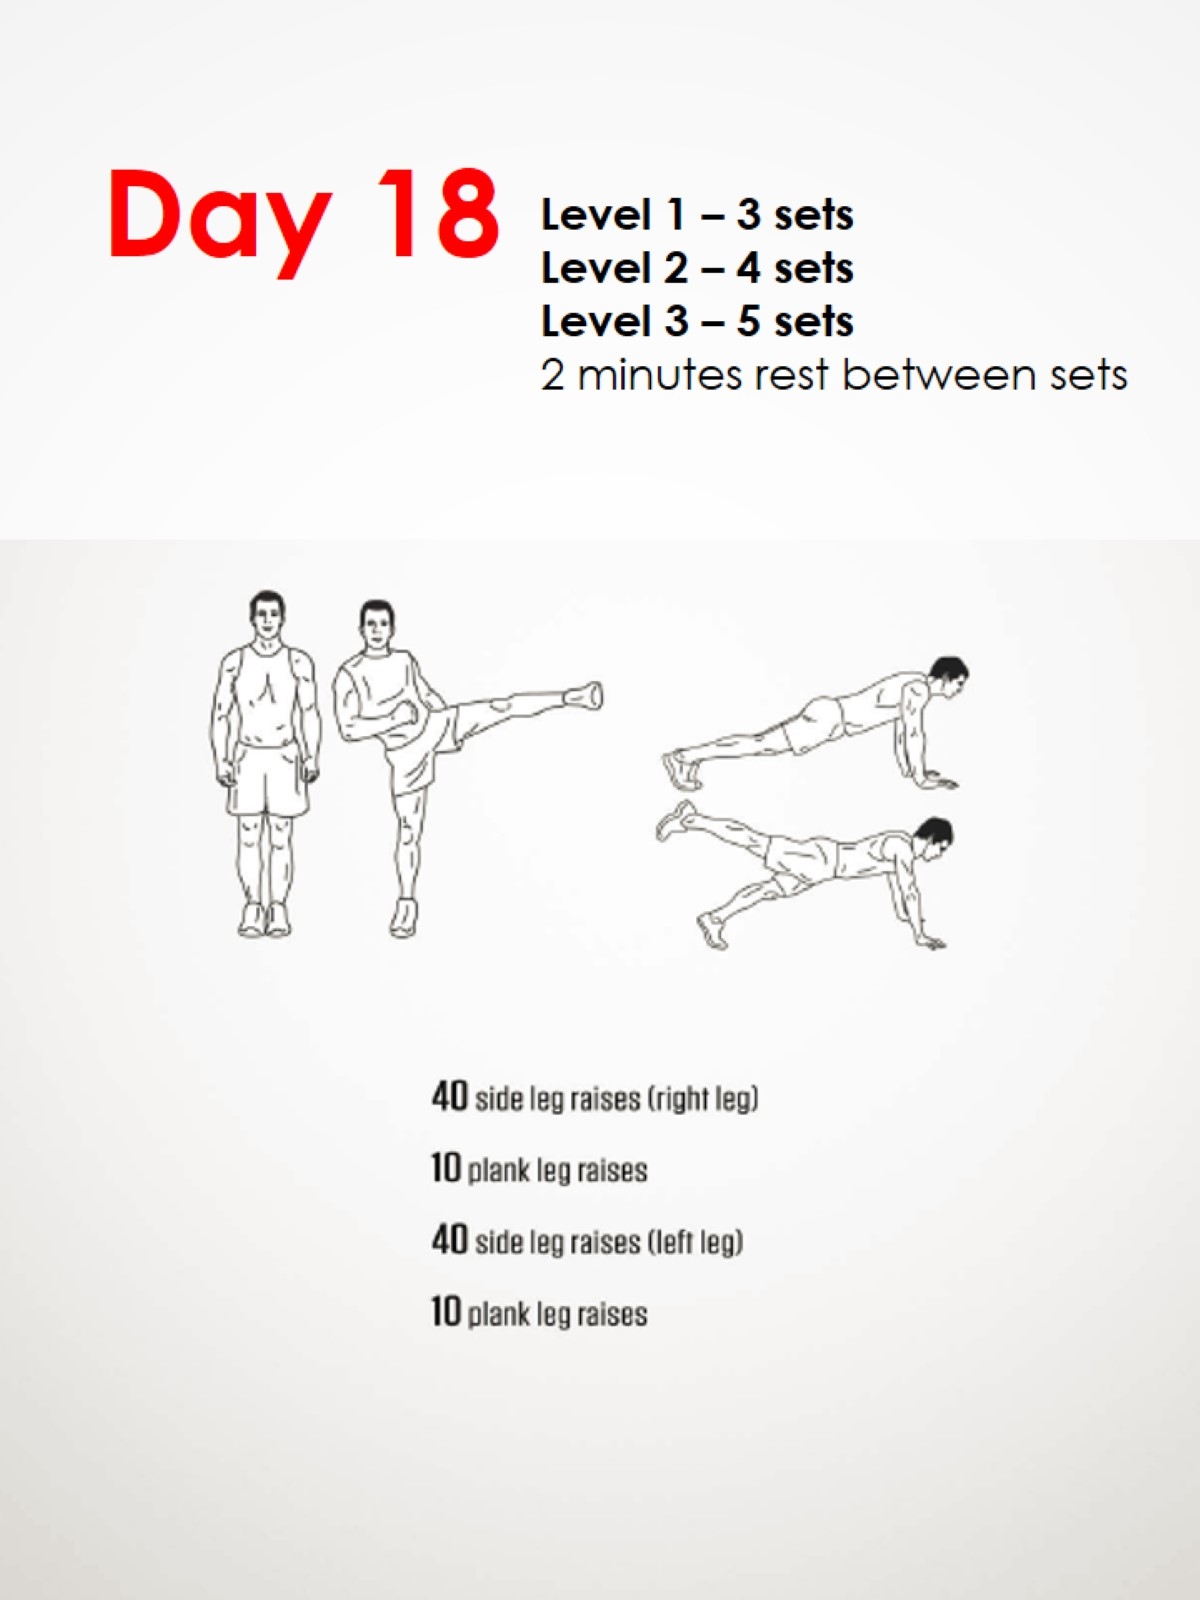 Day 18
Level 1 – 3 sets
Level 2 – 4 sets
Level 3 – 5 sets
2 minutes rest between sets
40 side leg raises (right leg)
10 plank leg raises
40 side leg raises (left leg)
10 plank leg raises